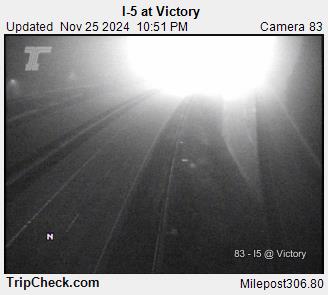 I-5 at Victory
Updated Nov 25 2024 10:51 PM Camera 83
T
N
83 - I5 @ Victory
TripCheck.com Milepost306.80